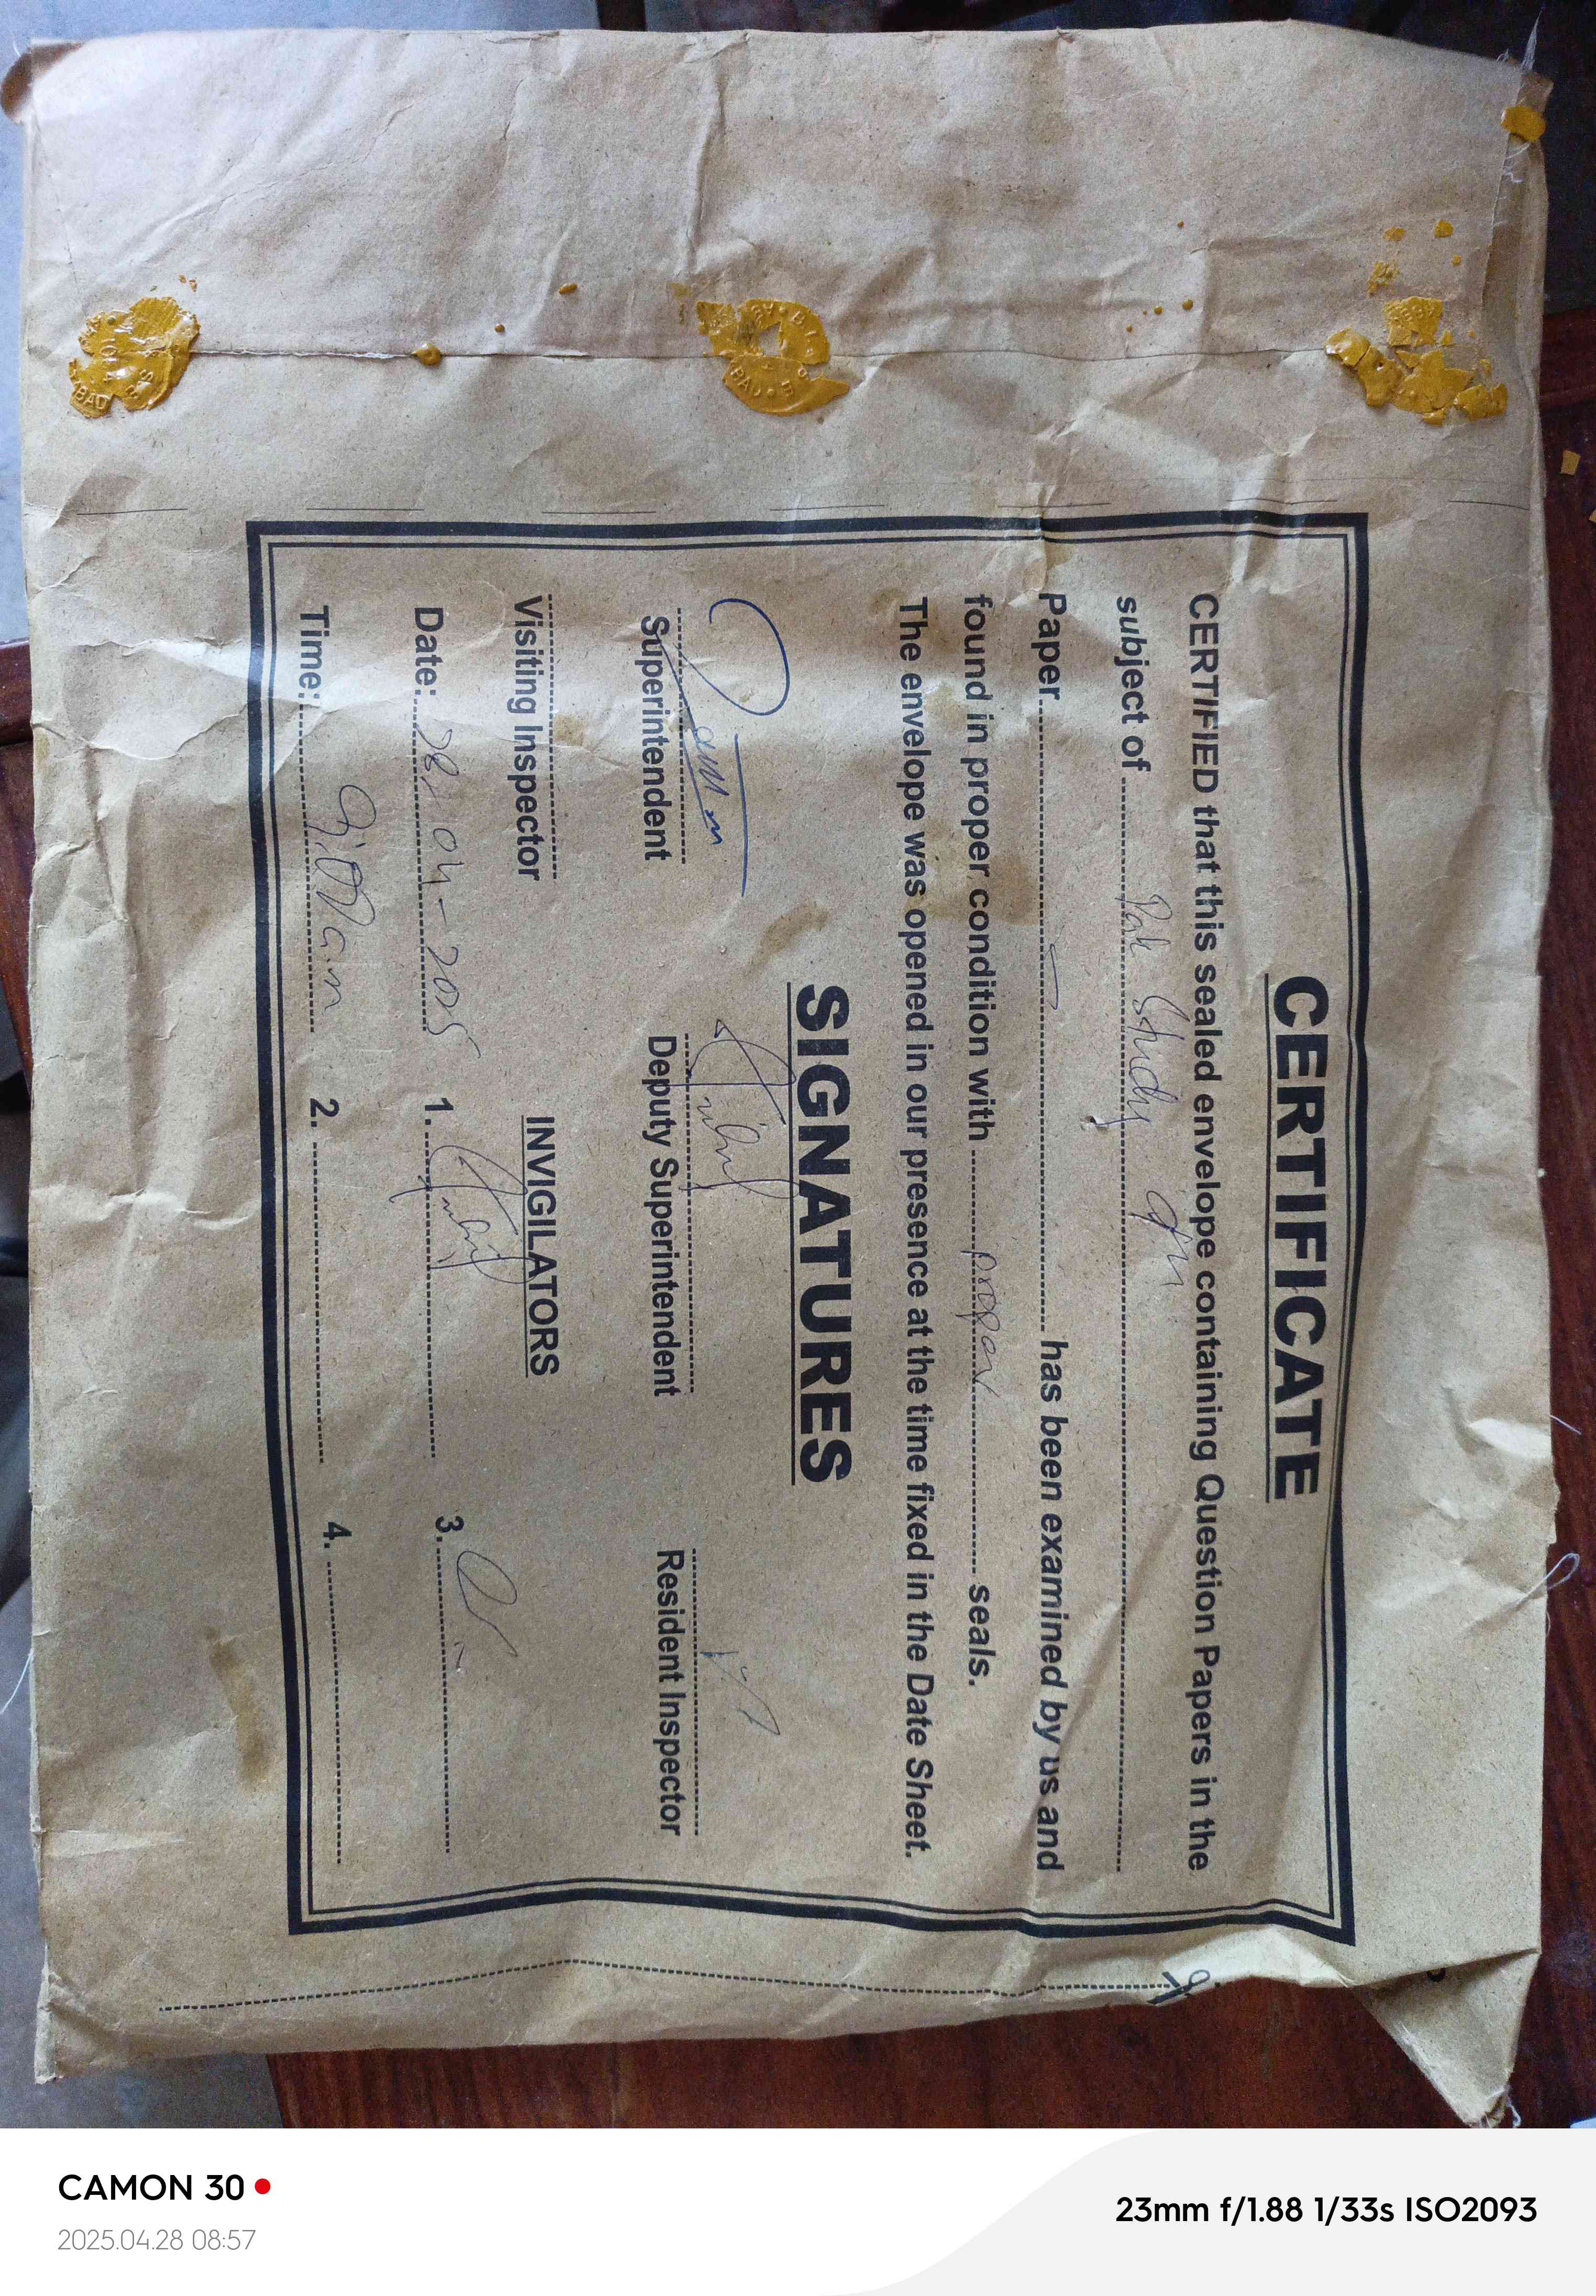 CERTIFICATE
CERTIFIED that this sealed envelope containing Question Papers in the
subject of Pak Study 9th
Paper — has been examined by us and
found in proper condition with proper seals.
The envelope was opened in our presence at the time fixed in the Date Sheet.
SIGNATURES
Superintendent Deputy Superintendent Resident Inspector
Visiting Inspector INVIGILATORS
Date: 28-04-2025 1. 3.
Time: 9:00am 2. 4.
CAMON 30
2025.04.28 08:57
23mm f/1.88 1/33s ISO2093